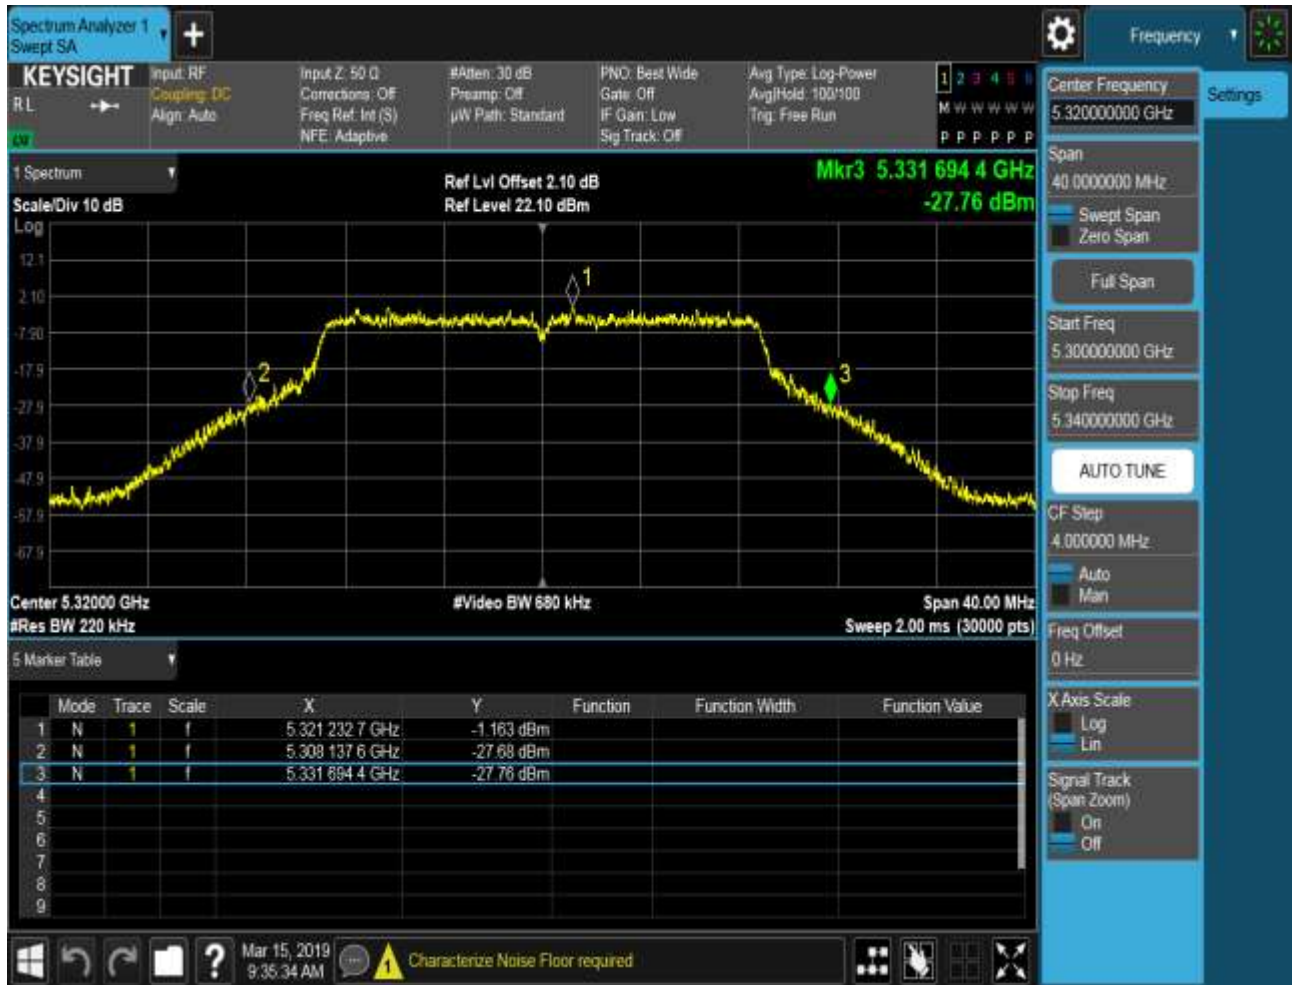 Spectrum Analyzer 1
Swept SA
Frequency
KEYSIGHT
RL
Input: RF
Coupling: DC
Align: Auto
Input Z: 50 Ω
Corrections: Off
Freq Ref: Int (S)
NFE: Adaptive
#Atten: 30 dB
Preamp: Off
µW Path: Standard
PNO: Best Wide
Gate: Off
IF Gain: Low
Sig Track: Off
Avg Type: Log-Power
Avg|Hold: 100/100
Trig: Free Run
1 2 3 4 5 6
M W W W W W
P P P P P P
1 Spectrum
Scale/Div 10 dB
Ref Lvl Offset 2.10 dB
Ref Level 22.10 dBm
Mkr3 5.331 694 4 GHz
-27.76 dBm
Log
12.1
2.10
-7.90
-17.9
-27.9
-37.9
-47.9
-57.9
-67.9
1
2
3
Center 5.32000 GHz
#Res BW 220 kHz
#Video BW 680 kHz
Span 40.00 MHz
Sweep 2.00 ms (30000 pts)
5 Marker Table
Mode Trace Scale X Y Function Function Width Function Value
1 N 1 f 5.321 232 7 GHz -1.163 dBm
2 N 1 f 5.308 137 6 GHz -27.68 dBm
3 N 1 f 5.331 694 4 GHz -27.76 dBm
4
5
6
7
8
9
Mar 15, 2019
9:35:34 AM
Characterize Noise Floor required
Center Frequency
5.320000000 GHz
Settings
Span
40.0000000 MHz
Swept Span
Zero Span
Full Span
Start Freq
5.300000000 GHz
Stop Freq
5.340000000 GHz
AUTO TUNE
CF Step
4.000000 MHz
Auto
Man
Freq Offset
0 Hz
X Axis Scale
Log
Lin
Signal Track
(Span Zoom)
On
Off